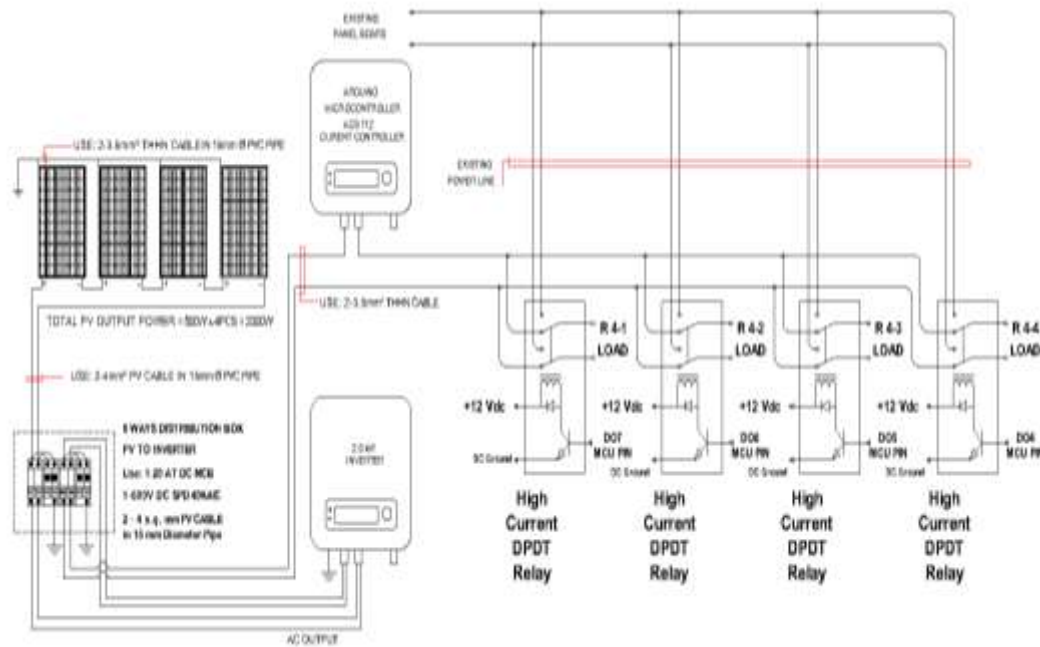 EXISTING
PANEL BOARD
ARDUINO
MICROCONTROLLER
CURRENT CONTROLLER
USE: 2-3.5mm² THHN CABLE IN 15mm Ø PVC PIPE
EXISTING
POWER LINE
USE: 2-3.5mm² THHN CABLE
TOTAL PV OUTPUT POWER = 500W x 4PCS = 2000W
USE: 2-4mm² PV CABLE IN 15mm Ø PVC PIPE
R 4-1
LOAD
R 4-2
LOAD
R 4-3
LOAD
R 4-4
LOAD
+12 Vdc
+12 Vdc
+12 Vdc
+12 Vdc
DO7
MCU PIN
DO6
MCU PIN
DO5
MCU PIN
DO4
MCU PIN
DC Ground
DC Ground
DC Ground
DC Ground
8 WAYS DISTRIBUTION BOX
PV TO INVERTER
Use: 1-20 AT DC MCB
1-600V DC SPD 40KAIC
2 - 4 s.q. mm PV CABLE
in 15 mm Diameter Pipe
INVERTER
High
Current
DPDT
Relay
High
Current
DPDT
Relay
High
Current
DPDT
Relay
High
Current
DPDT
Relay
AC OUTPUT